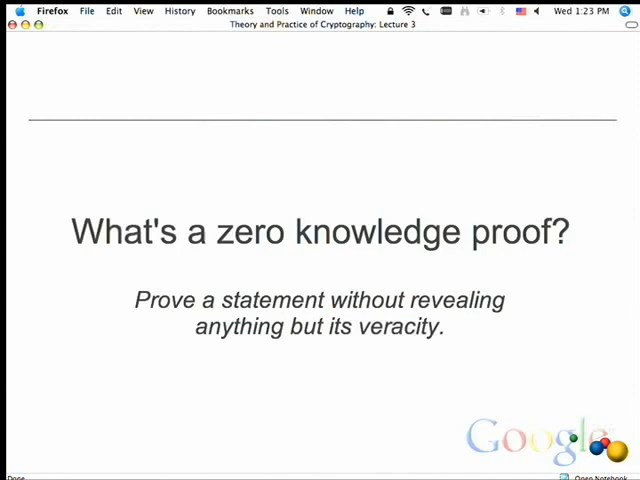 Firefox File Edit View History Bookmarks Tools Window Help Wed 1:23 PM
Theory and Practice of Cryptography: Lecture 3
What's a zero knowledge proof?
Prove a statement without revealing
anything but its veracity.
Google
Done
Open Notebook